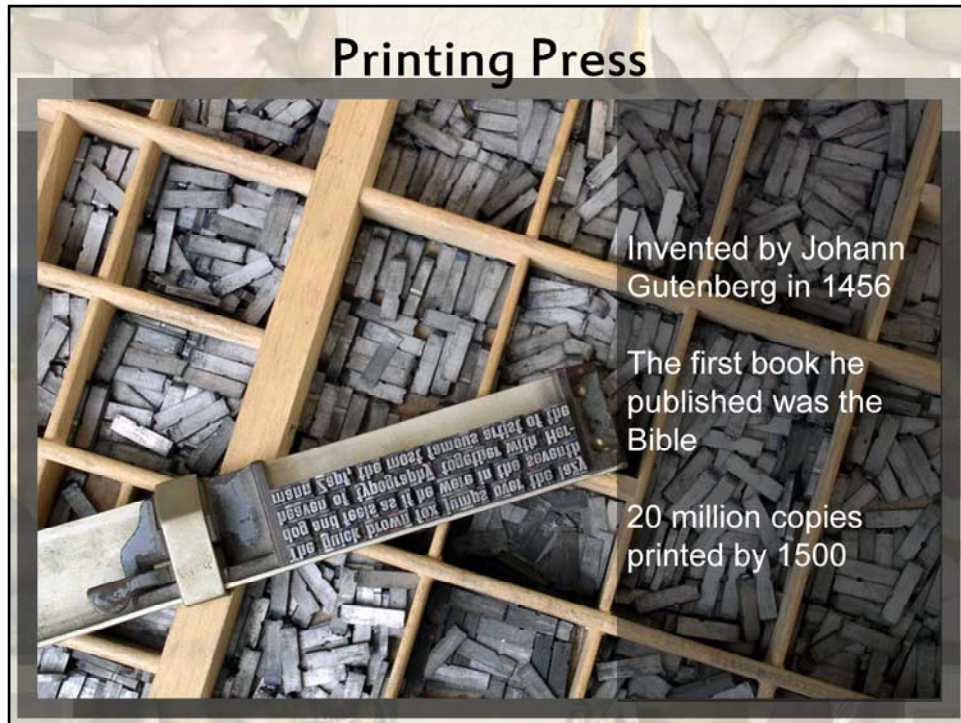 Printing Press
The quick brown fox jumps over the lazy
dog and feels as if he were in the seventh
heaven of typography together with Her-
mann Zapf, the most famous artist of the
Invented by Johann
Gutenberg in 1456
The first book he
published was the
Bible
20 million copies
printed by 1500